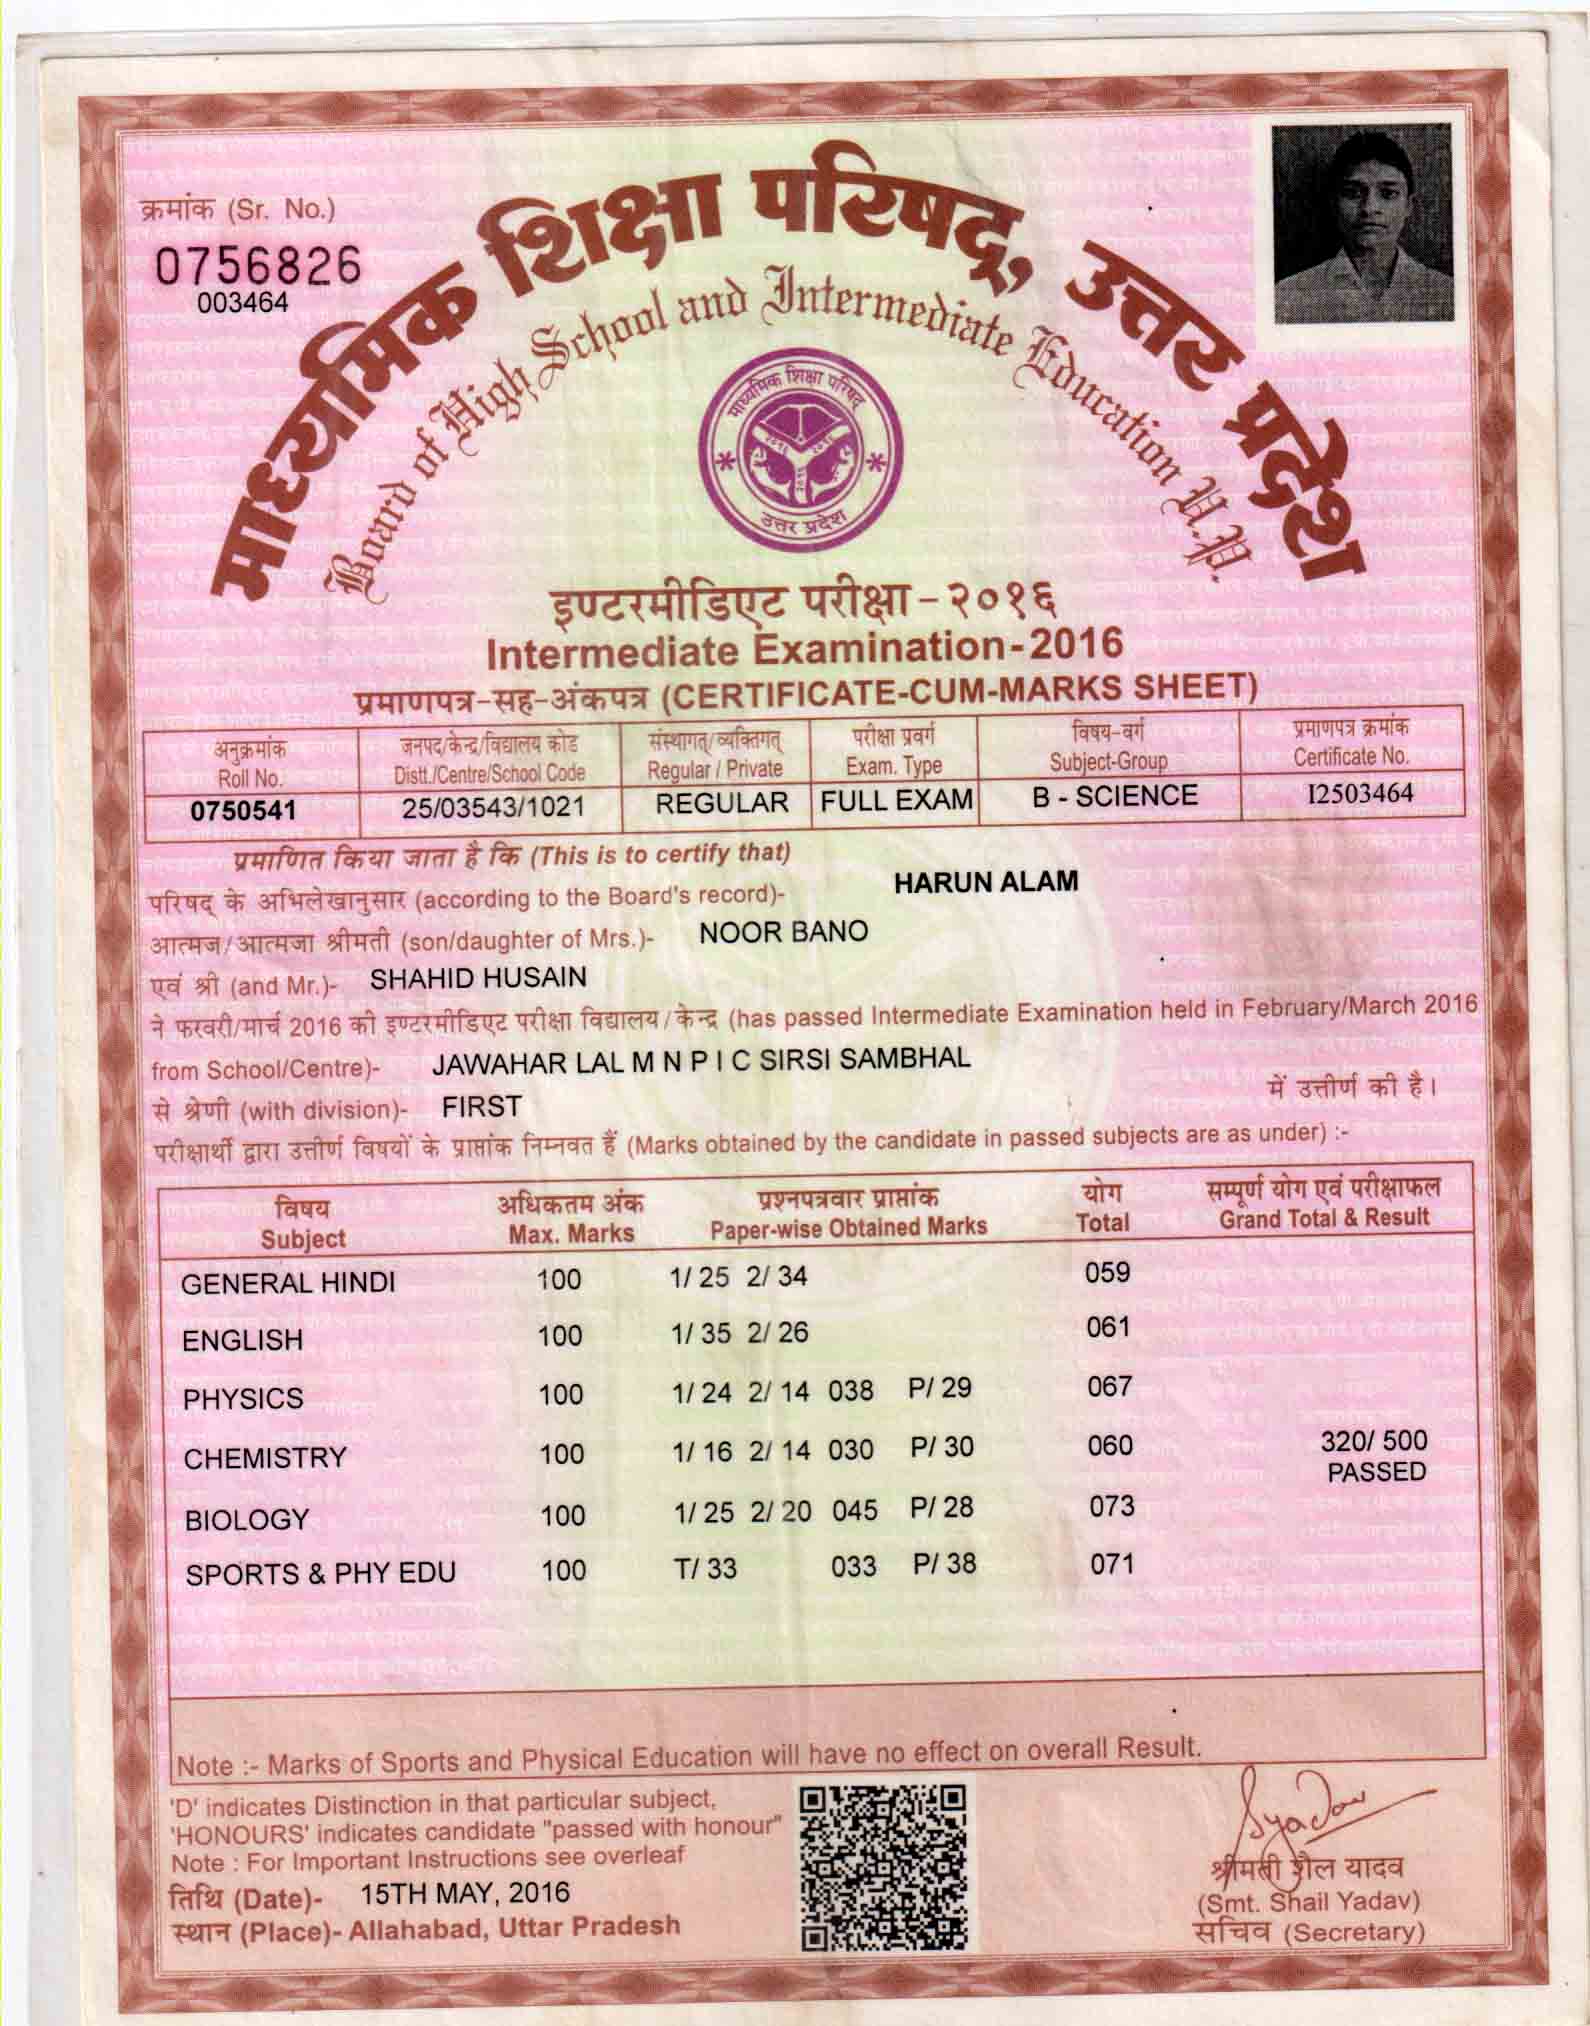 क्रमांक (Sr. No.)
0756826
003464
माध्यमिक शिक्षा परिषद्, उत्तर प्रदेश
Board of High School and Intermediate Education U.P.
माध्यमिक शिक्षा परिषद
उत्तर प्रदेश
इण्टरमीडिएट परीक्षा - २०१६
Intermediate Examination-2016
प्रमाणपत्र-सह-अंकपत्र (CERTIFICATE-CUM-MARKS SHEET)
अनुक्रमांक जनपद/केन्द्र/विद्यालय कोड संस्थागत्/व्यक्तिगत् परीक्षा प्रवर्ग विषय-वर्ग प्रमाणपत्र क्रमांक
Roll No. Distt./Centre/School Code Regular / Private Exam. Type Subject-Group Certificate No.
0750541 25/03543/1021 REGULAR FULL EXAM B - SCIENCE I2503464
प्रमाणित किया जाता है कि (This is to certify that)
परिषद् के अभिलेखानुसार (according to the Board's record)- HARUN ALAM
आत्मज/आत्मजा श्रीमती (son/daughter of Mrs.)- NOOR BANO
एवं श्री (and Mr.)- SHAHID HUSAIN
ने फरवरी/मार्च 2016 की इण्टरमीडिएट परीक्षा विद्यालय/केन्द्र (has passed Intermediate Examination held in February/March 2016
from School/Centre)- JAWAHAR LAL M N P I C SIRSI SAMBHAL
से श्रेणी (with division)- FIRST में उत्तीर्ण की है।
परीक्षार्थी द्वारा उत्तीर्ण विषयों के प्राप्तांक निम्नवत हैं (Marks obtained by the candidate in passed subjects are as under) :-
विषय अधिकतम अंक प्रश्नपत्रवार प्राप्तांक योग सम्पूर्ण योग एवं परीक्षाफल
Subject Max. Marks Paper-wise Obtained Marks Total Grand Total & Result
GENERAL HINDI 100 1/ 25 2/ 34 059
ENGLISH 100 1/ 35 2/ 26 061
PHYSICS 100 1/ 24 2/ 14 038 P/ 29 067
CHEMISTRY 100 1/ 16 2/ 14 030 P/ 30 060 320/ 500
PASSED
BIOLOGY 100 1/ 25 2/ 20 045 P/ 28 073
SPORTS & PHY EDU 100 T/ 33 033 P/ 38 071
Note :- Marks of Sports and Physical Education will have no effect on overall Result.
'D' indicates Distinction in that particular subject,
'HONOURS' indicates candidate "passed with honour"
Note : For Important Instructions see overleaf
तिथि (Date)- 15TH MAY, 2016
स्थान (Place)- Allahabad, Uttar Pradesh
Syadav
श्रीमती शैल यादव
(Smt. Shail Yadav)
सचिव (Secretary)